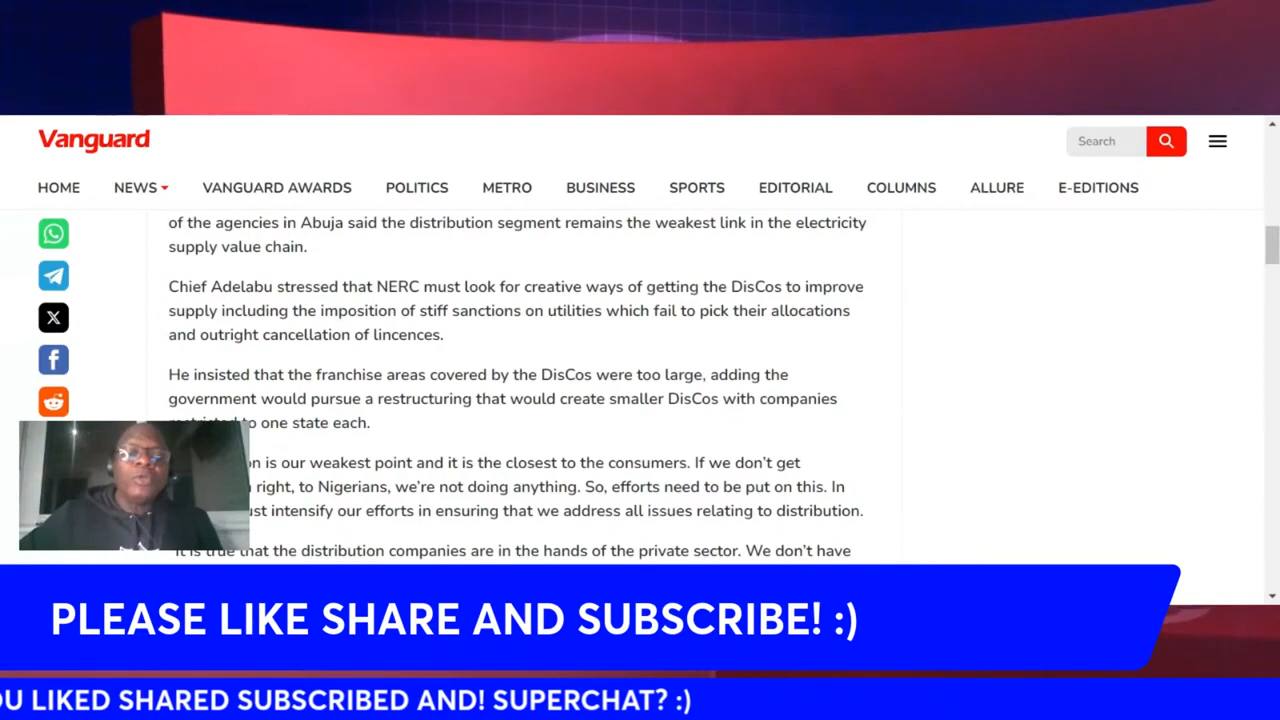 Vanguard
Search
HOME NEWS VANGUARD AWARDS POLITICS METRO BUSINESS SPORTS EDITORIAL COLUMNS ALLURE E-EDITIONS
of the agencies in Abuja said the distribution segment remains the weakest link in the electricity
supply value chain.
Chief Adelabu stressed that NERC must look for creative ways of getting the DisCos to improve
supply including the imposition of stiff sanctions on utilities which fail to pick their allocations
and outright cancellation of lincences.
He insisted that the franchise areas covered by the DisCos were too large, adding the
government would pursue a restructuring that would create smaller DisCos with companies
to one state each.
is our weakest point and it is the closest to the consumers. If we don't get
right, to Nigerians, we're not doing anything. So, efforts need to be put on this. In
intensify our efforts in ensuring that we address all issues relating to distribution.
is true that the distribution companies are in the hands of the private sector. We don't have
PLEASE LIKE SHARE AND SUBSCRIBE! :)
LIKED SHARED SUBSCRIBED AND! SUPERCHAT? :)